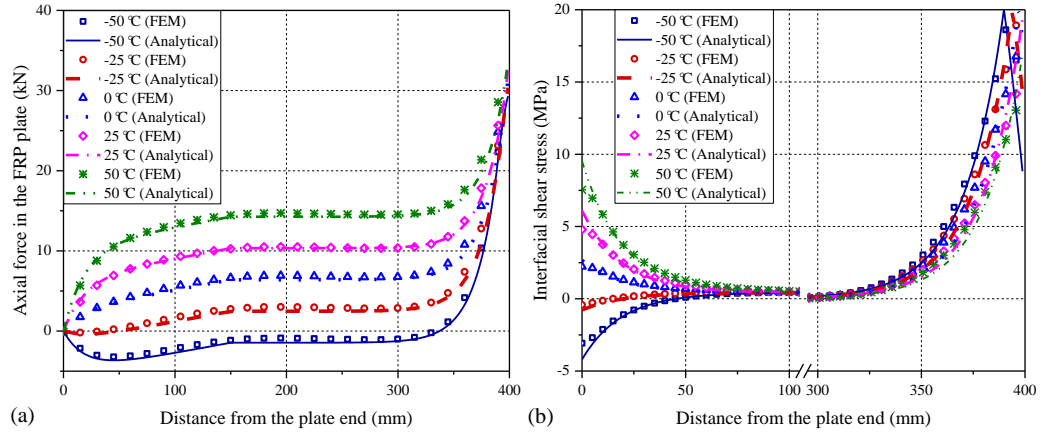 40
30
20
10
0
-10
0
100
200
300
400
Axial force in the FRP plate (kN)
Distance from the plate end (mm)
(a)
-50 ℃ (FEM)
-50 ℃ (Analytical)
-25 ℃ (FEM)
-25 ℃ (Analytical)
0 ℃ (FEM)
0 ℃ (Analytical)
25 ℃ (FEM)
25 ℃ (Analytical)
50 ℃ (FEM)
50 ℃ (Analytical)
20
15
10
5
0
-5
0
50
100
300
350
400
Interfacial shear stress (MPa)
Distance from the plate end (mm)
(b)
-50 ℃ (FEM)
-50 ℃ (Analytical)
-25 ℃ (FEM)
-25 ℃ (Analytical)
0 ℃ (FEM)
0 ℃ (Analytical)
25 ℃ (FEM)
25 ℃ (Analytical)
50 ℃ (FEM)
50 ℃ (Analytical)